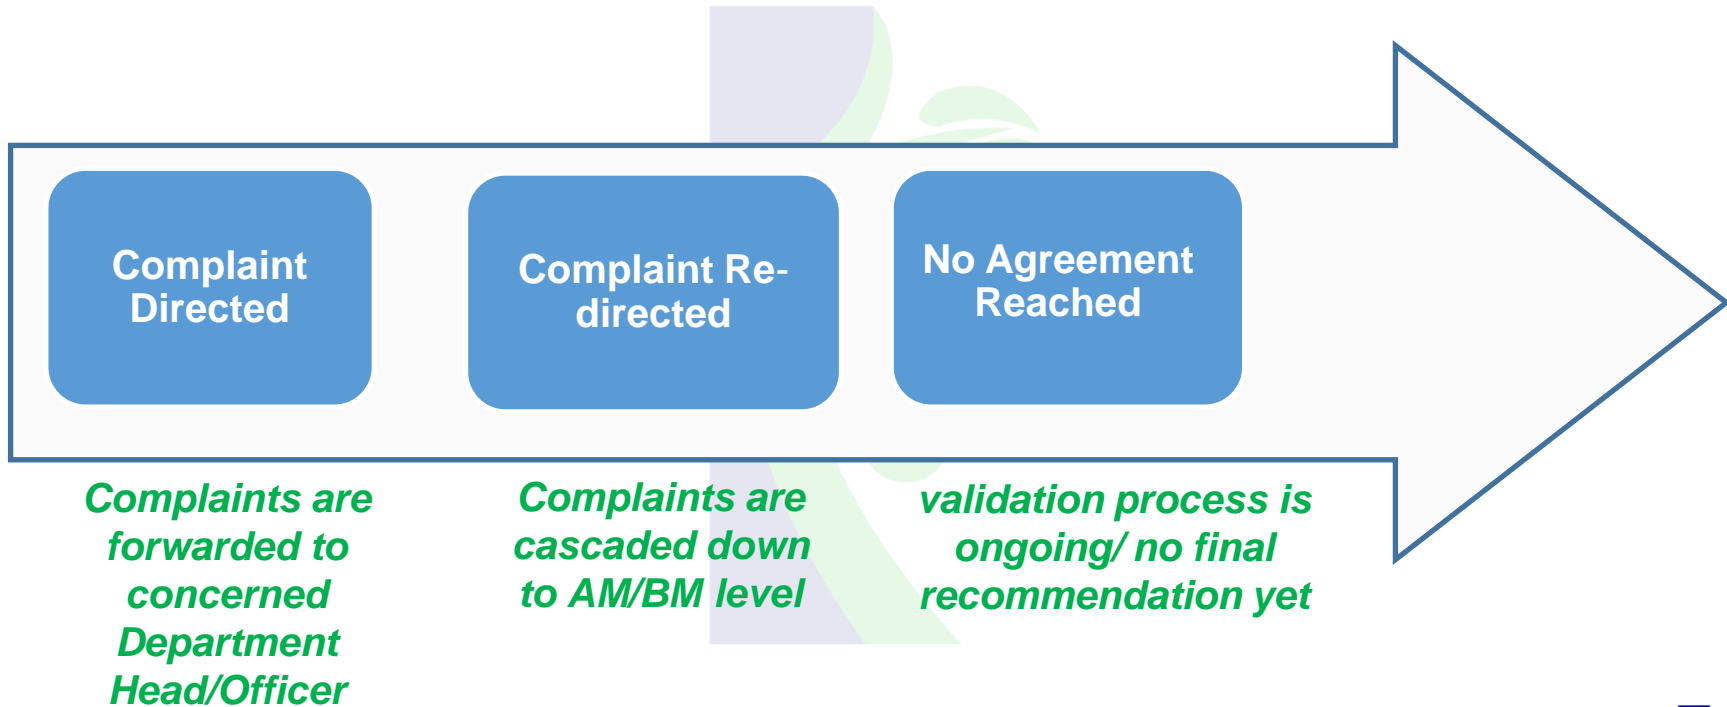 Complaint
Directed
Complaint Re-
directed
No Agreement
Reached
Complaints are
forwarded to
concerned
Department
Head/Officer
Complaints are
cascaded down
to AM/BM level
validation process is
ongoing/ no final
recommendation yet